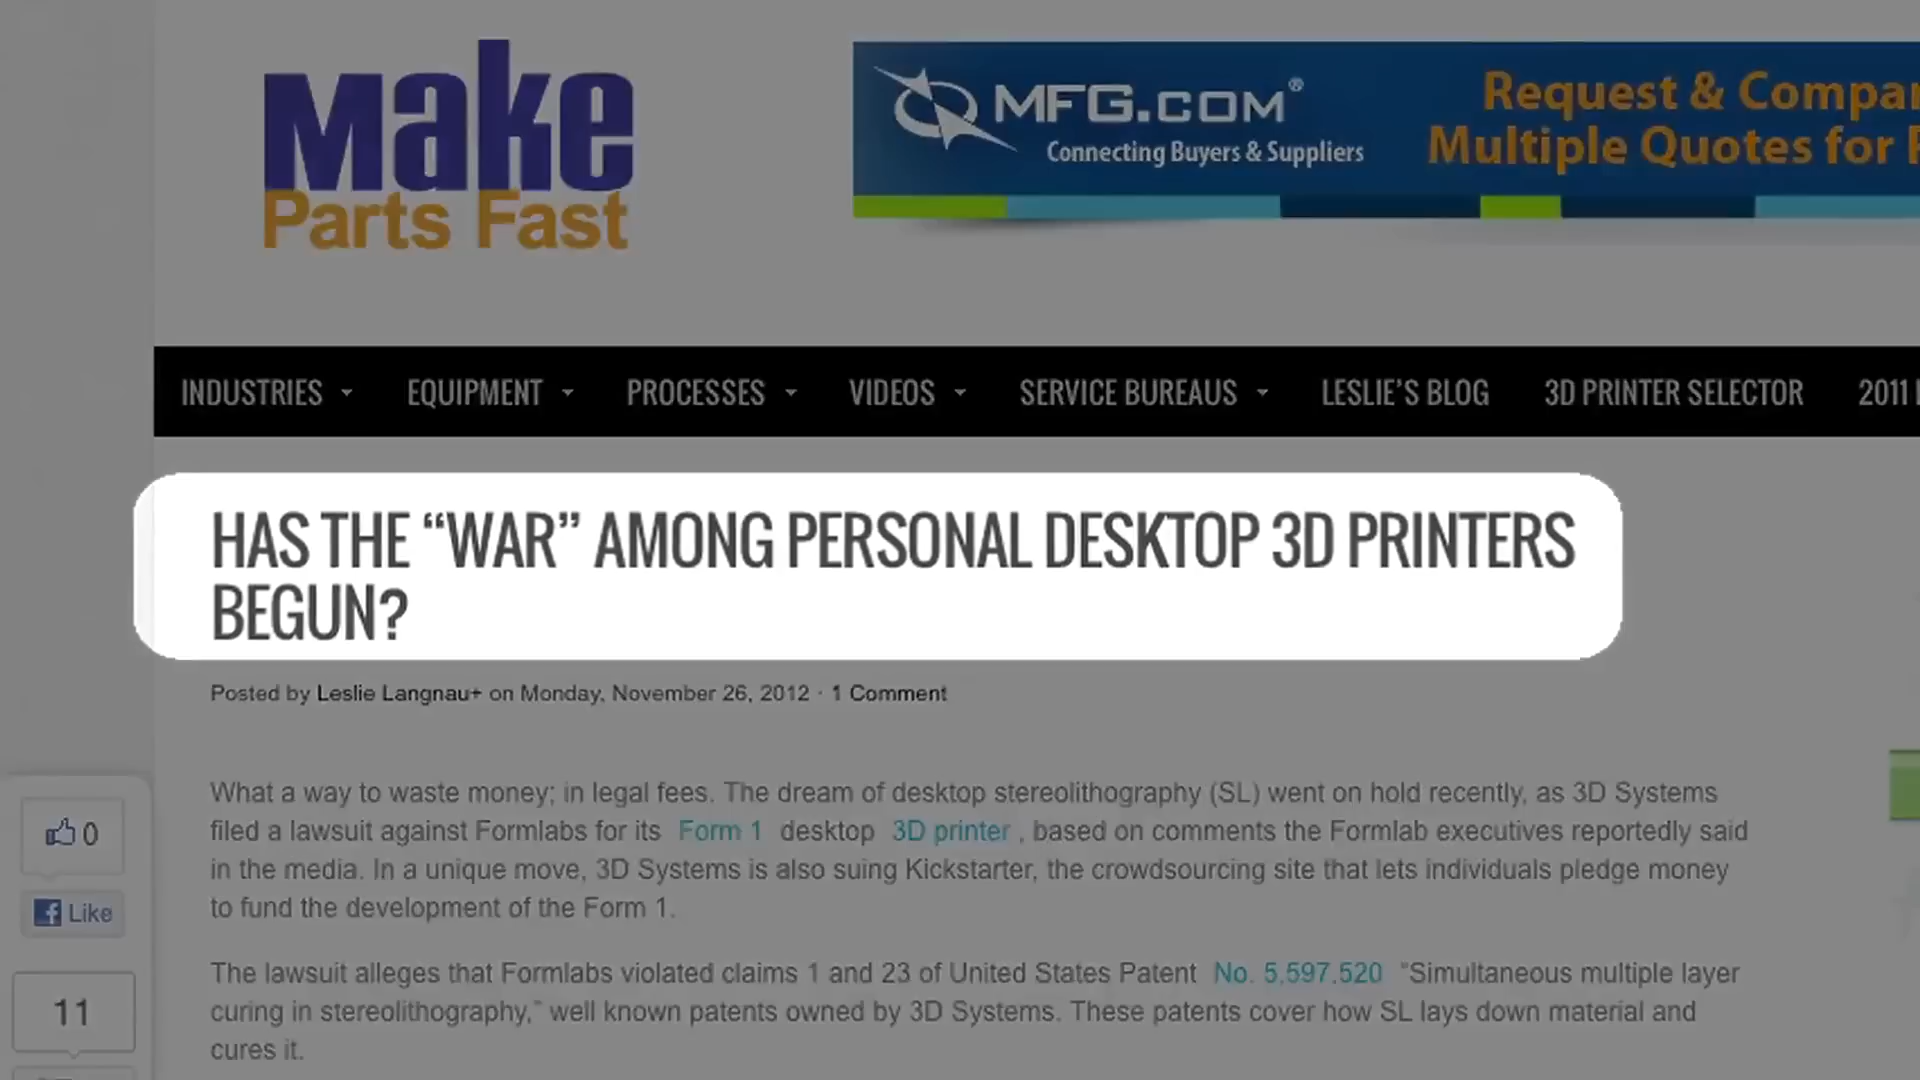 Make
Parts Fast
MFG.COM®
Connecting Buyers & Suppliers
Request & Compar
Multiple Quotes for
INDUSTRIES
EQUIPMENT
PROCESSES
VIDEOS
SERVICE BUREAUS
LESLIE'S BLOG
3D PRINTER SELECTOR
2011
HAS THE “WAR” AMONG PERSONAL DESKTOP 3D PRINTERS
BEGUN?
Posted by Leslie Langnau+ on Monday, November 26, 2012 · 1 Comment
What a way to waste money; in legal fees. The dream of desktop stereolithography (SL) went on hold recently, as 3D Systems
filed a lawsuit against Formlabs for its Form 1 desktop 3D printer , based on comments the Formlab executives reportedly said
in the media. In a unique move, 3D Systems is also suing Kickstarter, the crowdsourcing site that lets individuals pledge money
to fund the development of the Form 1.
The lawsuit alleges that Formlabs violated claims 1 and 23 of United States Patent No. 5,597,520 “Simultaneous multiple layer
curing in stereolithography,” well known patents owned by 3D Systems. These patents cover how SL lays down material and
cures it.
0
Like
11